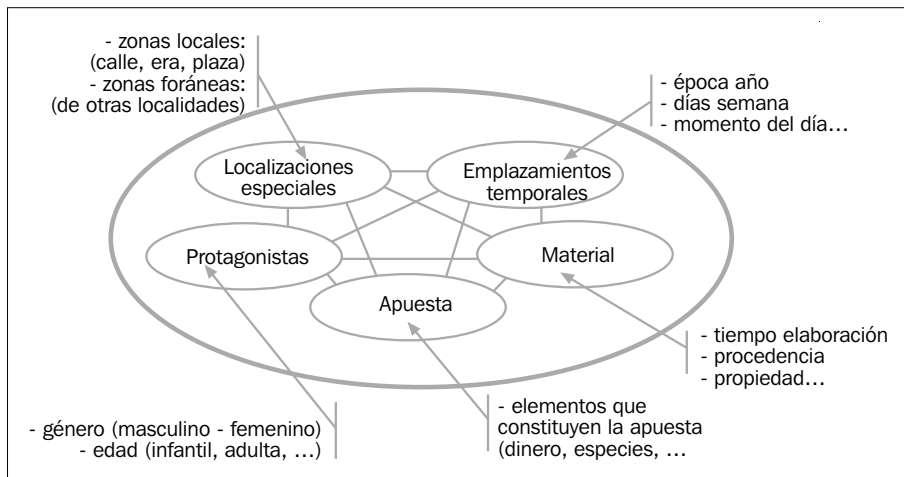 - zonas locales:
(calle, era, plaza)
- zonas foráneas:
(de otras localidades)
- época año
- días semana
- momento del día…
Localizaciones
especiales
Emplazamientos
temporales
Protagonistas
Material
Apuesta
- tiempo elaboración
- procedencia
- propiedad…
- género (masculino - femenino)
- edad (infantil, adulta, …)
- elementos que
constituyen la apuesta
(dinero, especies, …